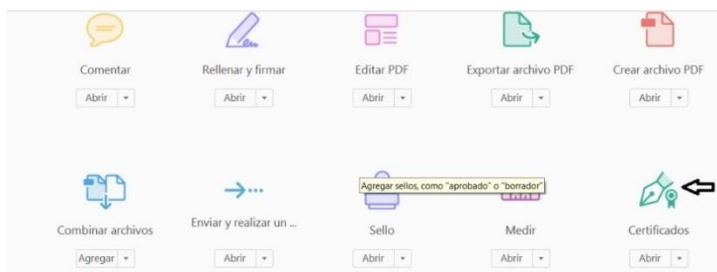 Comentar
Rellenar y firmar
Editar PDF
Exportar archivo PDF
Crear archivo PDF
Abrir
Abrir
Abrir
Abrir
Abrir
Agregar sellos, como "aprobado" o "borrador"
Combinar archivos
Enviar y realizar un ...
Sello
Medir
Certificados
Agregar
Abrir
Abrir
Abrir
Abrir